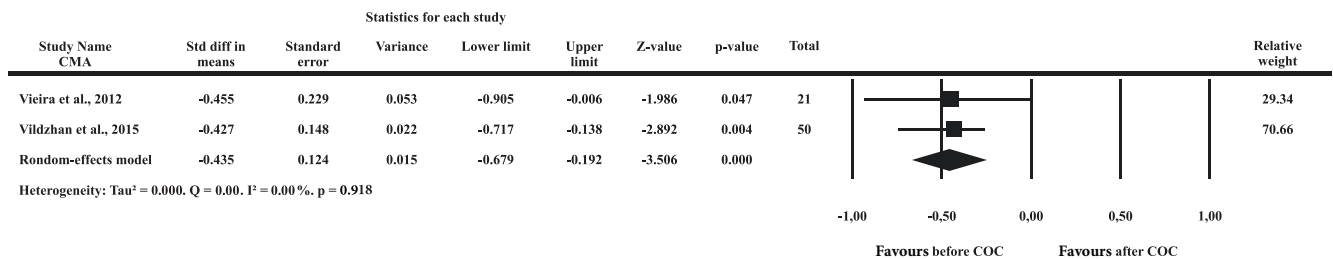 Statistics for each study
Study Name CMA Std diff in means Standard error Variance Lower limit Upper limit Z-value p-value Total Relative weight
Vieira et al., 2012 -0.455 0.229 0.053 -0.905 -0.006 -1.986 0.047 21 29.34
Vildzhan et al., 2015 -0.427 0.148 0.022 -0.717 -0.138 -2.892 0.004 50 70.66
Rondom-effects model -0.435 0.124 0.015 -0.679 -0.192 -3.506 0.000
Heterogeneity: Tau² = 0.000. Q = 0.00. I² = 0.00%. p = 0.918
-1,00 -0,50 0,00 0,50 1,00
Favours before COC Favours after COC